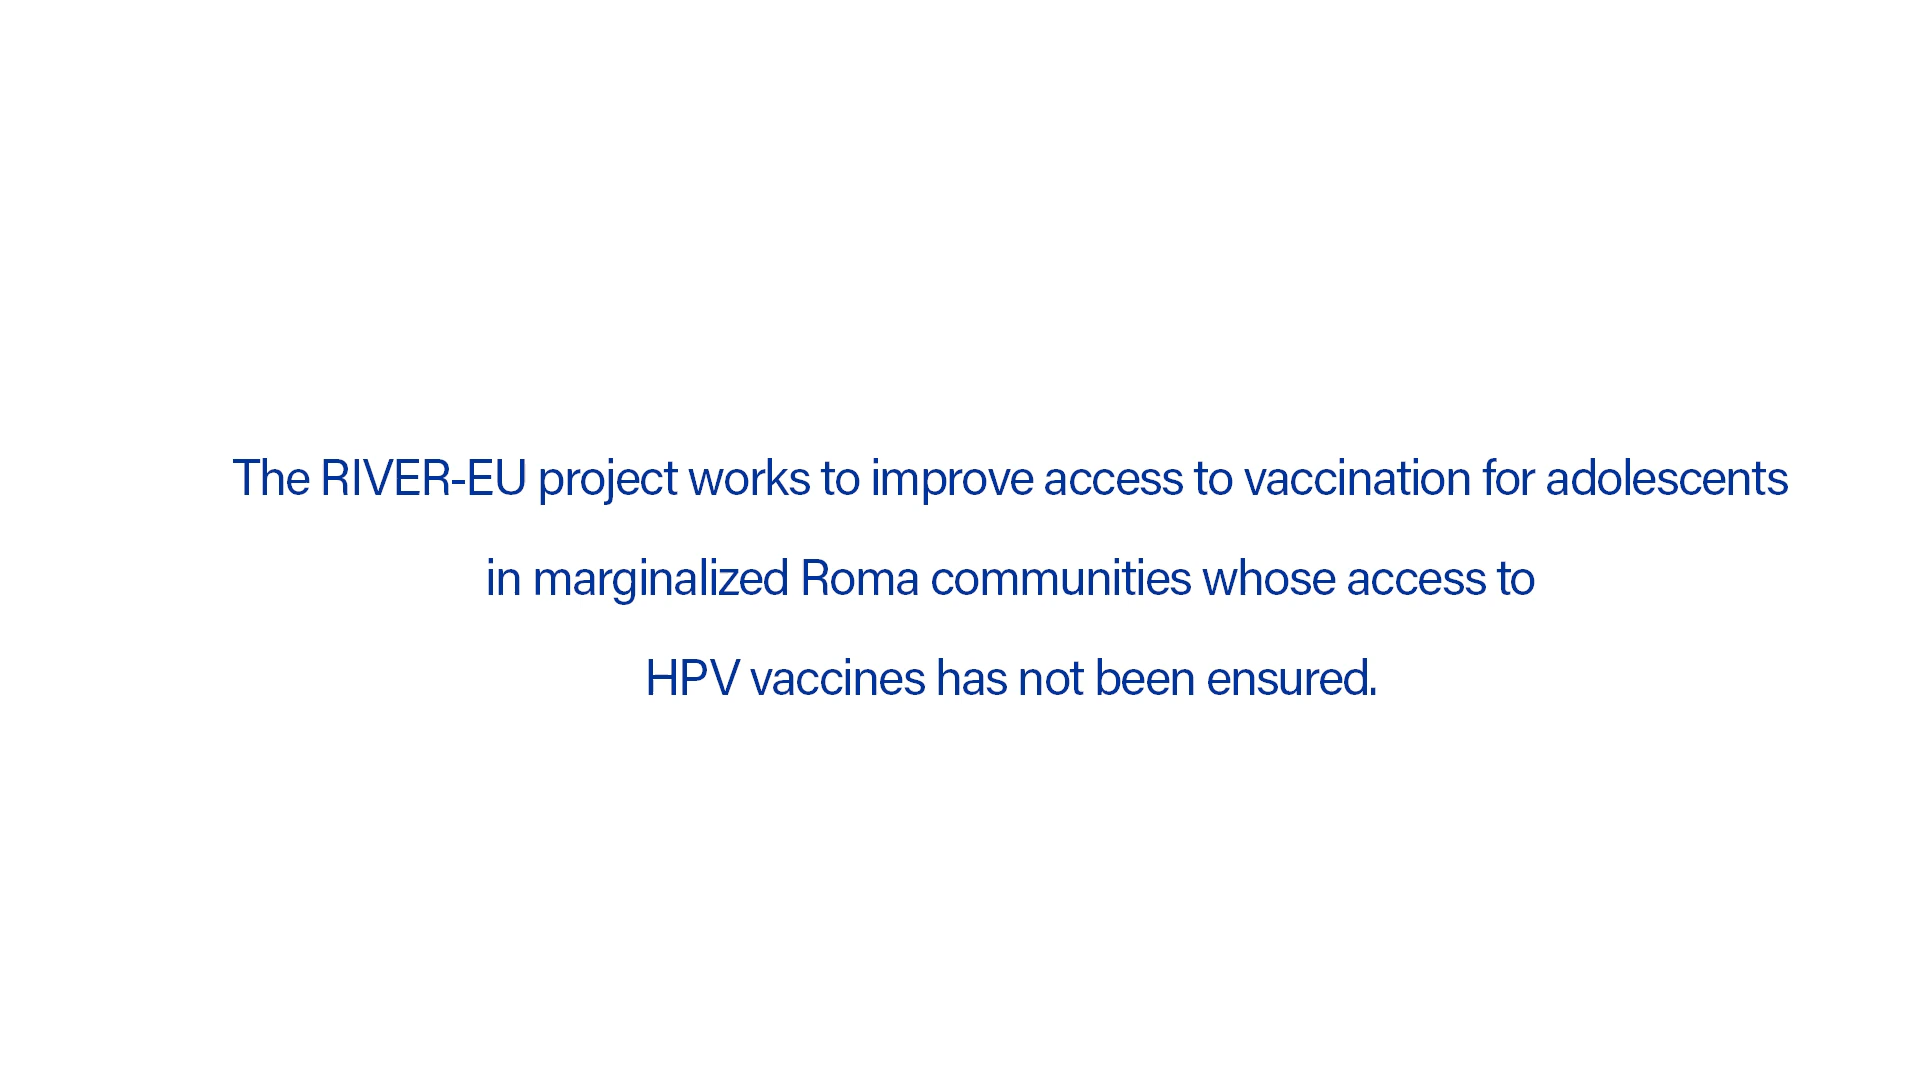 The RIVER-EU project works to improve access to vaccination for adolescents
in marginalized Roma communities whose access to
HPV vaccines has not been ensured.